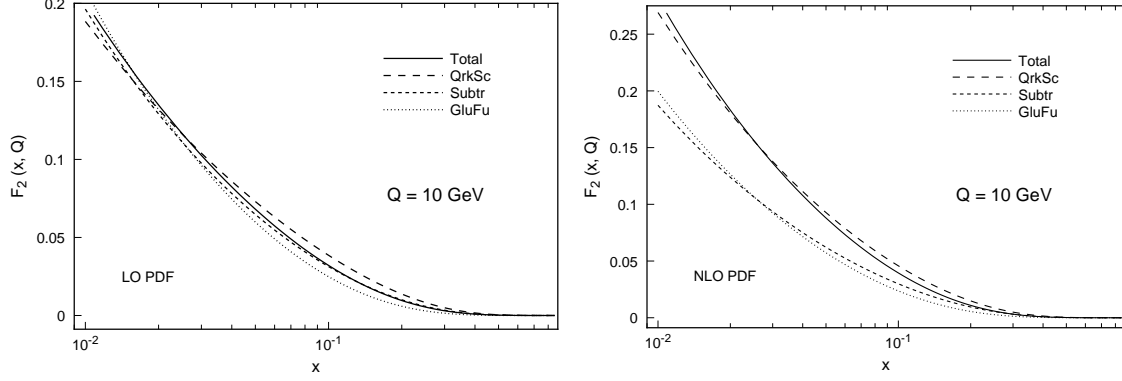 0.2
0.15
0.1
0.05
0
F₂ (x, Q)
Total
QrkSc
Subtr
GluFu
Q = 10 GeV
LO PDF
10⁻²
10⁻¹
x
0.25
0.2
0.15
0.1
0.05
0
F₂ (x, Q)
Total
QrkSc
Subtr
GluFu
Q = 10 GeV
NLO PDF
10⁻²
10⁻¹
x